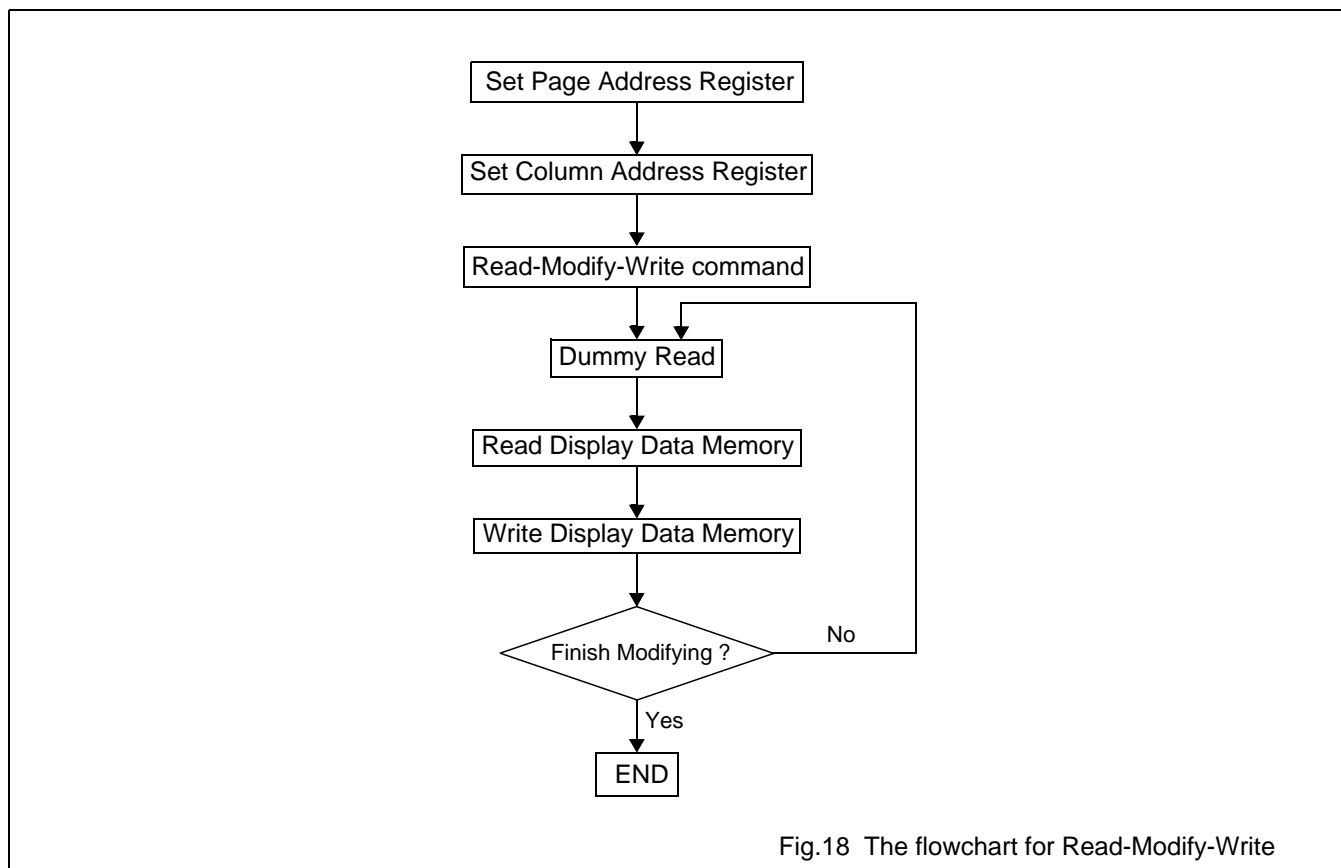 Set Page Address Register
Set Column Address Register
Read-Modify-Write command
Dummy Read
Read Display Data Memory
Write Display Data Memory
Finish Modifying ?
No
Yes
END
Fig.18 The flowchart for Read-Modify-Write